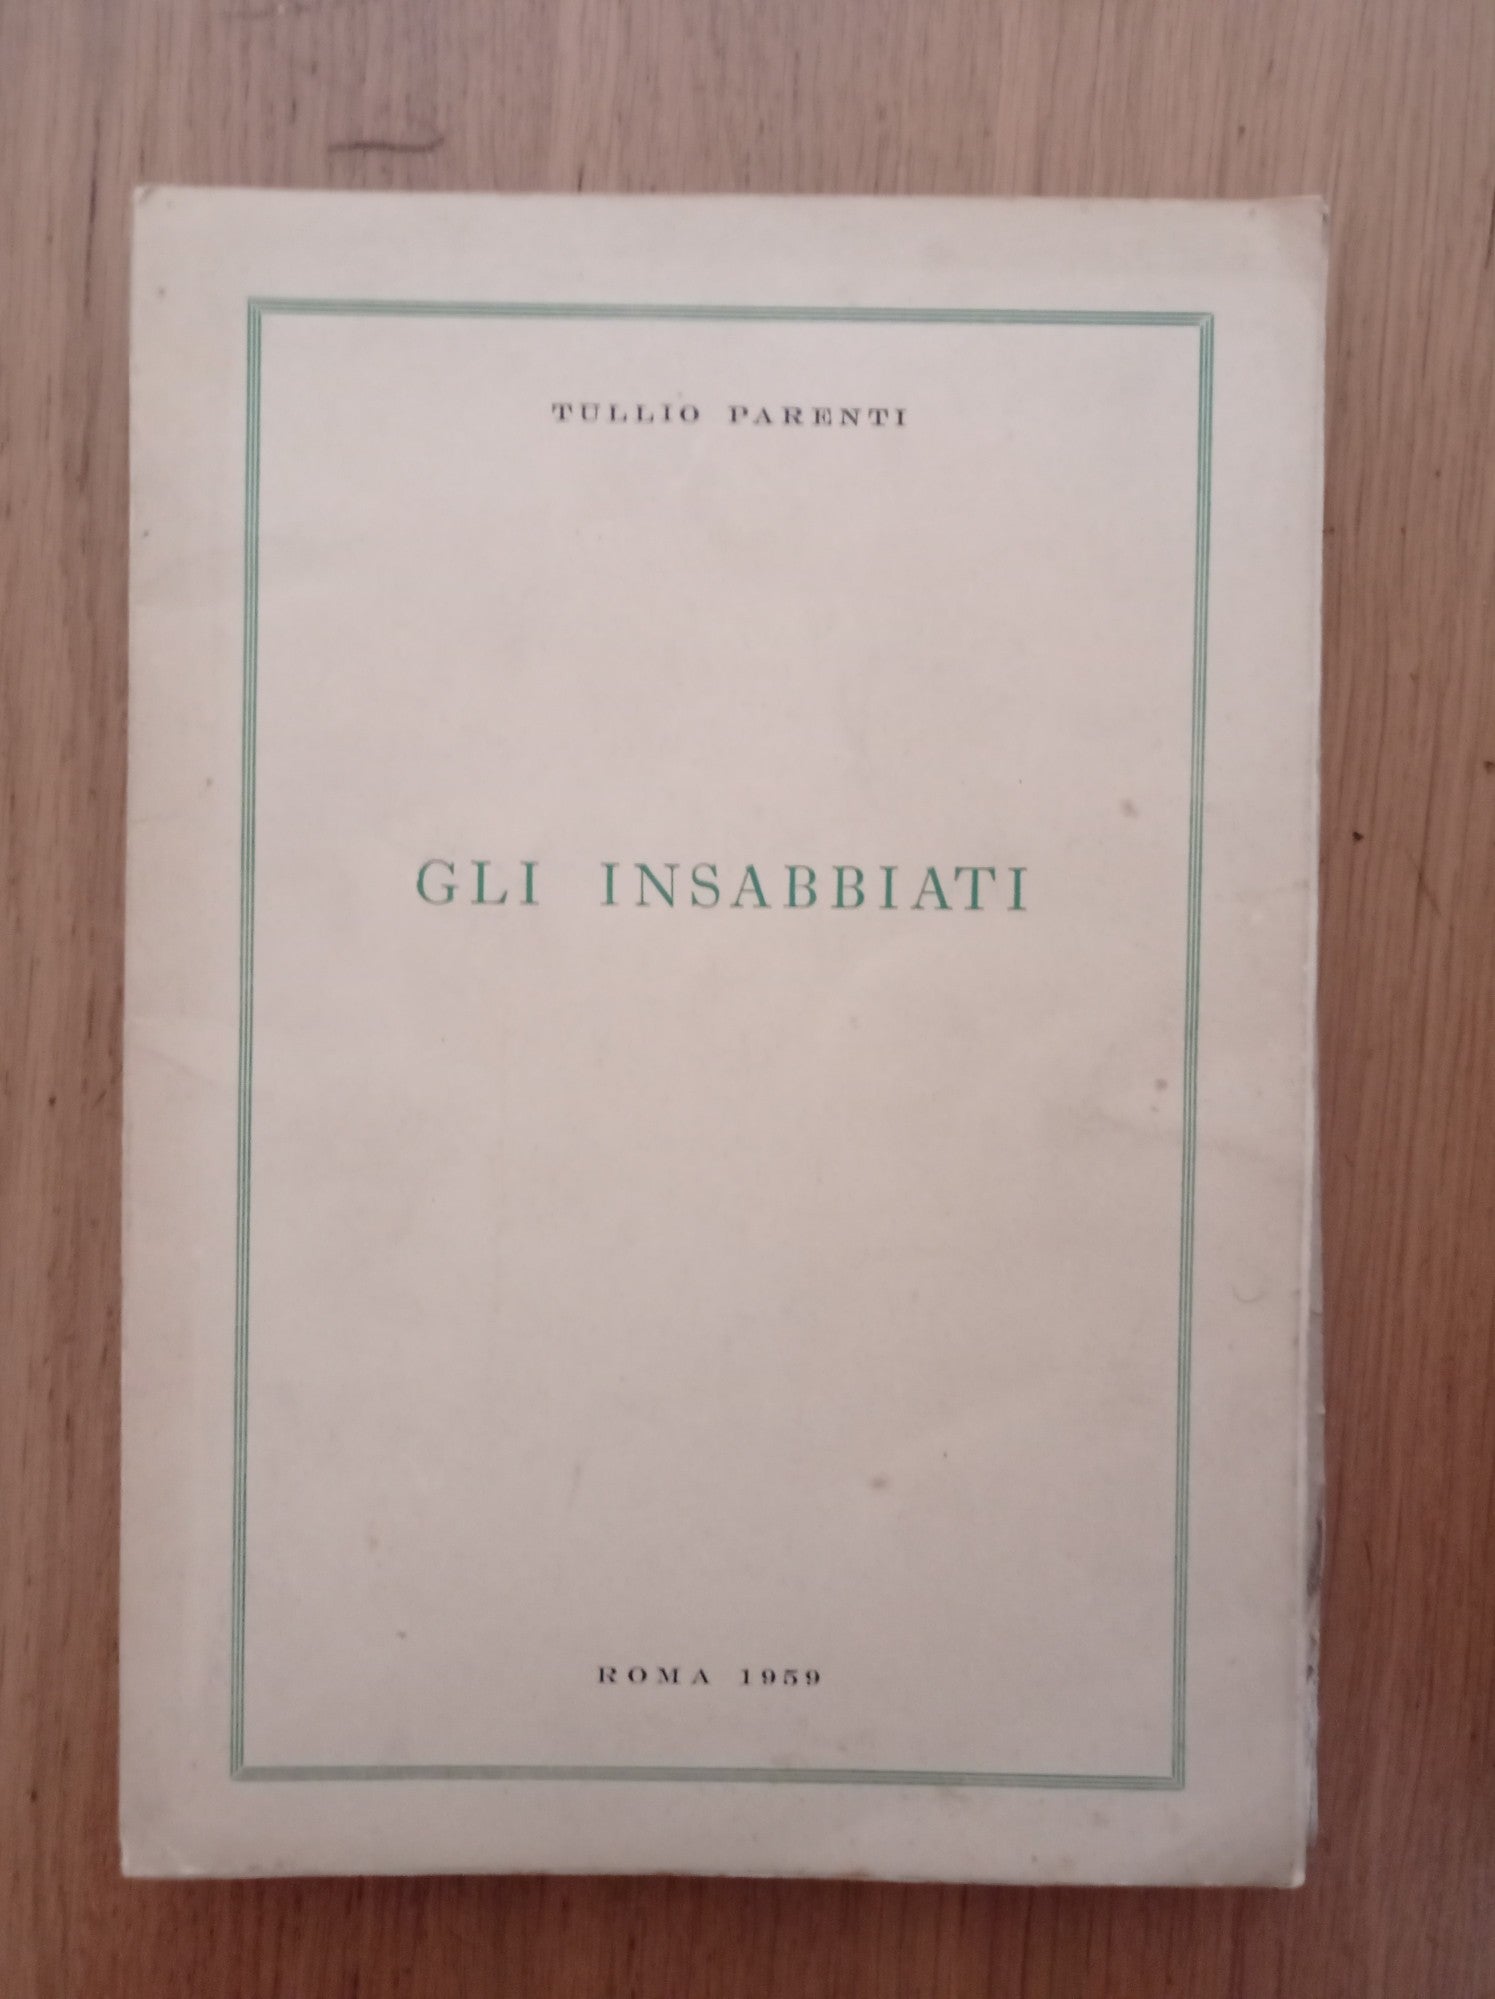 TULLIO PARENTI
GLI INSABBIATI
ROMA 1959